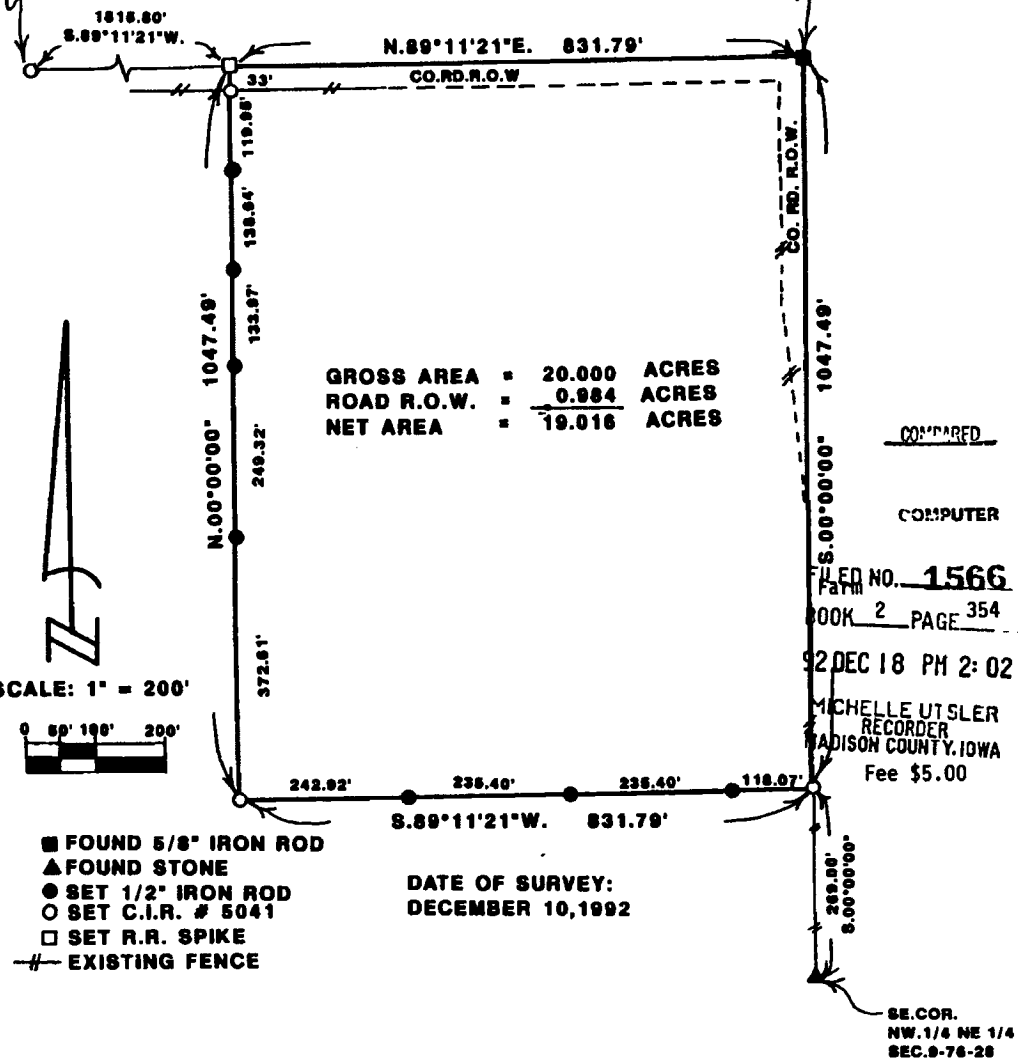 1815.80'
S.89°11'21"W.
N.89°11'21"E. 831.79'
CO.RD.R.O.W
33'
119.95'
138.64'
133.97'
249.32'
372.61'
N.00°00'00" 1047.49'
CO. RD. R.O.W.
S.00°00'00" 1047.49'
GROSS AREA = 20.000 ACRES
ROAD R.O.W. = 0.984 ACRES
NET AREA = 19.016 ACRES
COMPARED
COMPUTER
FILED NO. 1566
Farm
BOOK 2 PAGE 354
92 DEC 18 PM 2:02
MICHELLE UTSLER
RECORDER
MADISON COUNTY, IOWA
Fee $5.00
SCALE: 1" = 200'
0 50' 100' 200'
242.92' 235.40' 235.40' 118.07'
S.89°11'21"W. 831.79'
■ FOUND 5/8" IRON ROD
▲ FOUND STONE
● SET 1/2" IRON ROD
○ SET C.I.R. # 5041
□ SET R.R. SPIKE
EXISTING FENCE
DATE OF SURVEY:
DECEMBER 10,1992
S.00°00'00"
SE.COR.
NW.1/4 NE 1/4
SEC.9-76-28